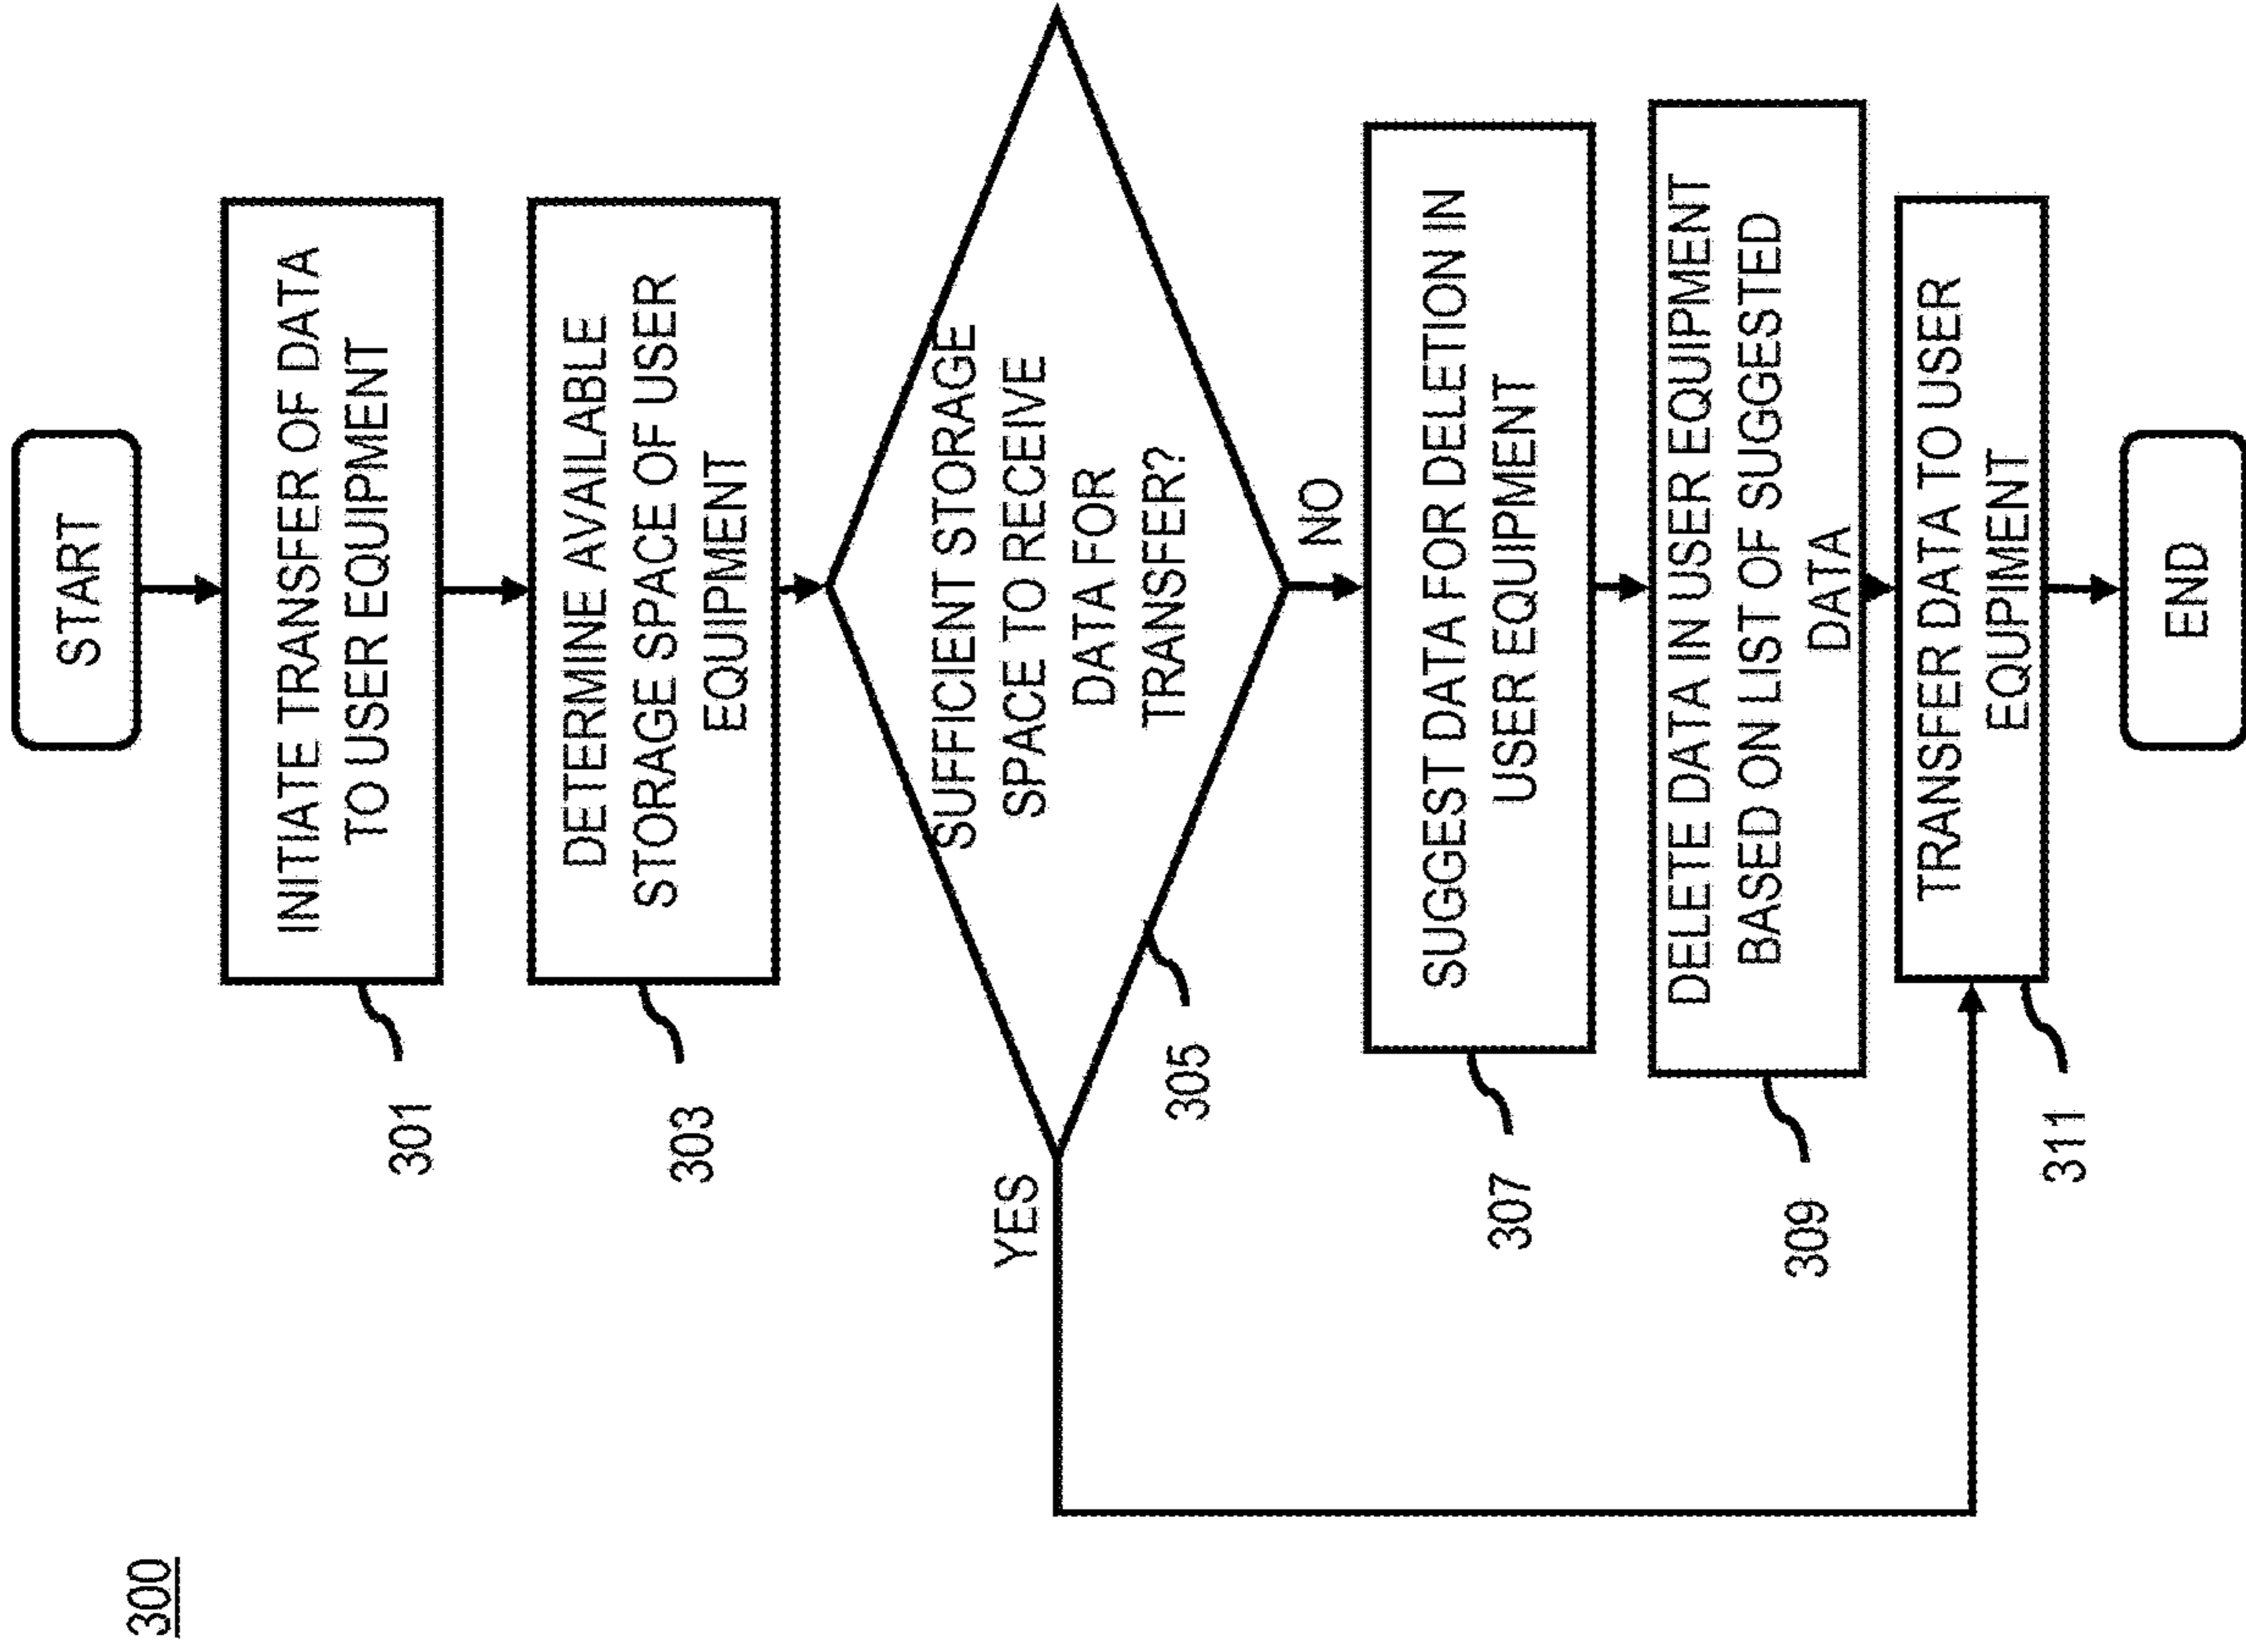 300
START
INITIATE TRANSFER OF DATA
TO USER EQUIPMENT
301
DETERMINE AVAILABLE
STORAGE SPACE OF USER
EQUIPMENT
303
SUFFICIENT STORAGE
SPACE TO RECEIVE
DATA FOR
TRANSFER?
YES
305
NO
SUGGEST DATA FOR DELETION IN
USER EQUIPMENT
307
DELETE DATA IN USER EQUIPMENT
BASED ON LIST OF SUGGESTED
DATA
309
TRANSFER DATA TO USER
EQUPIMENT
311
END